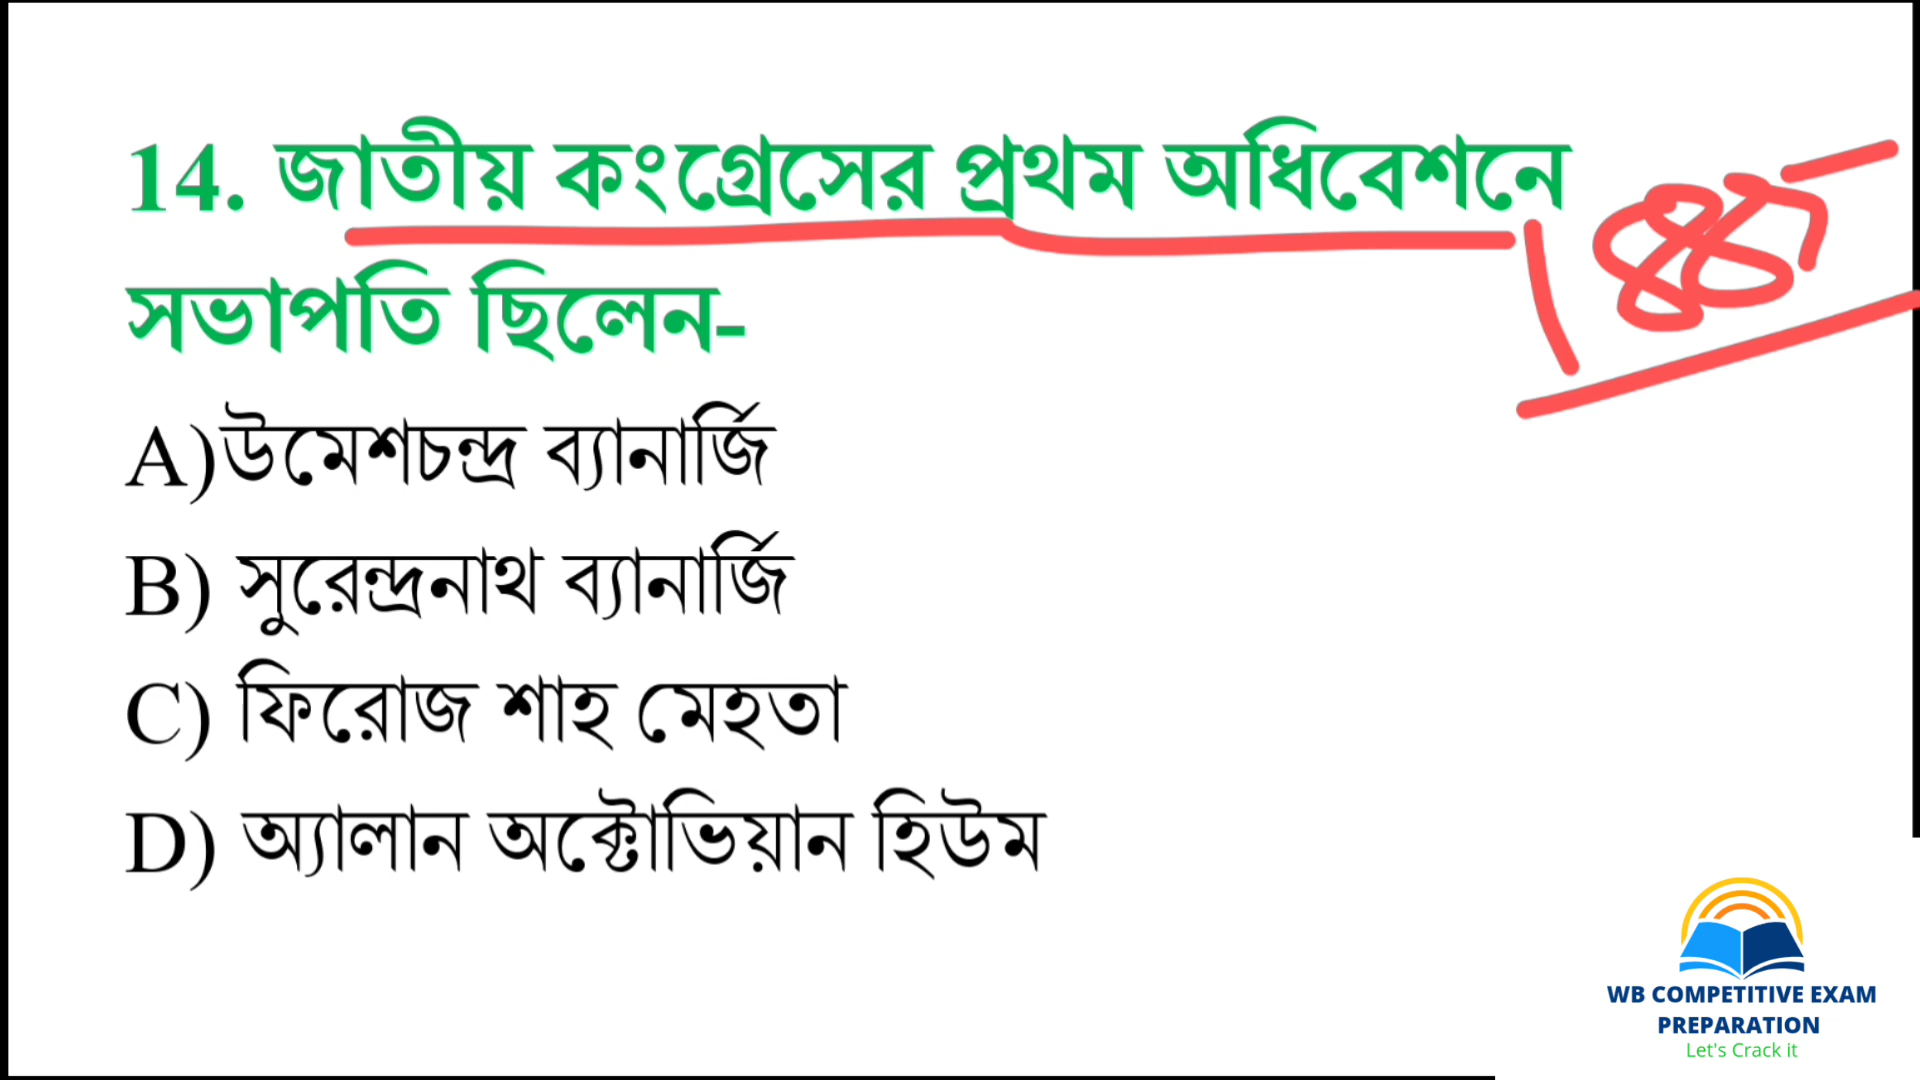 14. জাতীয় কংগ্রেসের প্রথম অধিবেশনে
1885
সভাপতি ছিলেন-
A)উমেশচন্দ্র ব্যানার্জি
B) সুরেন্দ্রনাথ ব্যানার্জি
C) ফিরোজ শাহ মেহতা
D) অ্যালান অক্টোভিয়ান হিউম
WB COMPETITIVE EXAM
PREPARATION
Let's Crack it